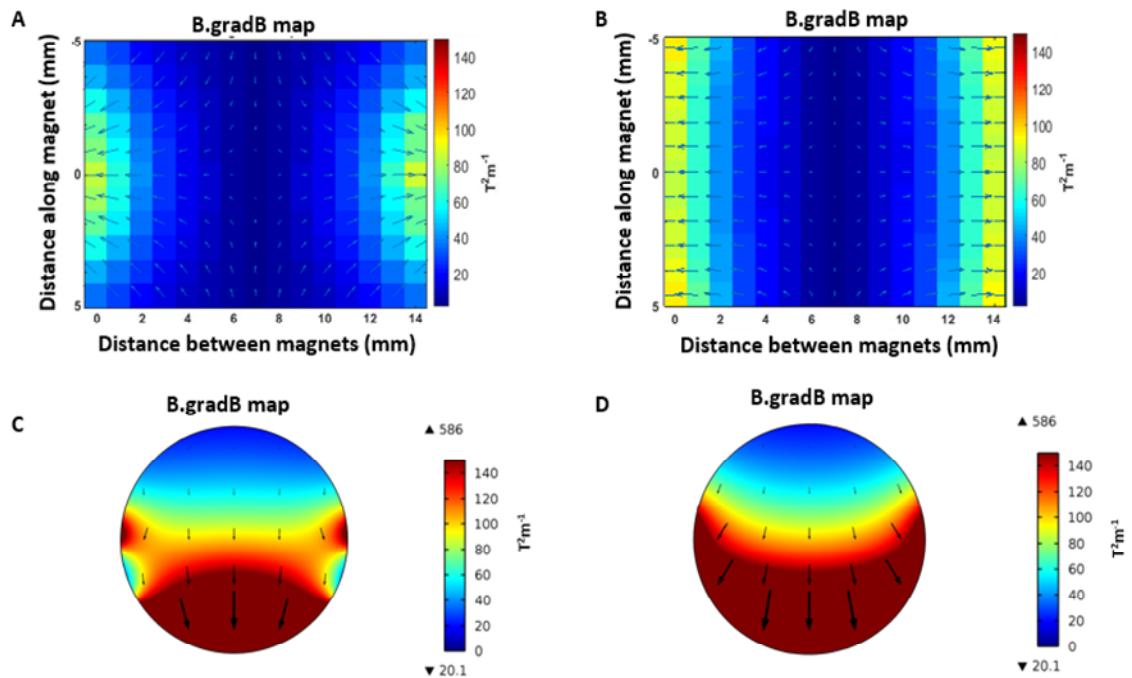 A
B.gradB map
Distance along magnet (mm)
-5
0
5
0 2 4 6 8 10 12 14
Distance between magnets (mm)
140
120
100
80
60
40
20
T²m⁻¹
B
B.gradB map
Distance along magnet (mm)
-5
0
5
0 2 4 6 8 10 12 14
Distance between magnets (mm)
140
120
100
80
60
40
20
T²m⁻¹
C
B.gradB map
▲ 586
140
120
100
80
60
40
20
0
▼ 20.1
T²m⁻¹
D
B.gradB map
▲ 586
140
120
100
80
60
40
20
0
▼ 20.1
T²m⁻¹